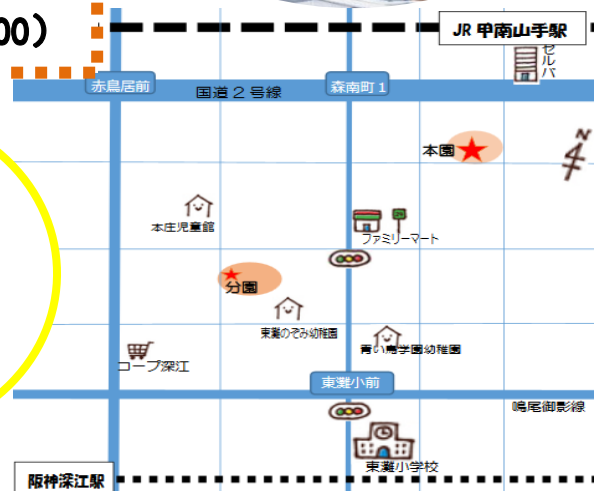 00）
JR 甲南山手駅
セルバ
赤鳥居前
国道２号線
森南町１
本園
N
本庄児童館
ファミリーマート
分園
東灘のぞみ幼稚園
青い鳥学園幼稚園
コープ深江
東灘小前
鳴尾御影線
東灘小学校
阪神深江駅